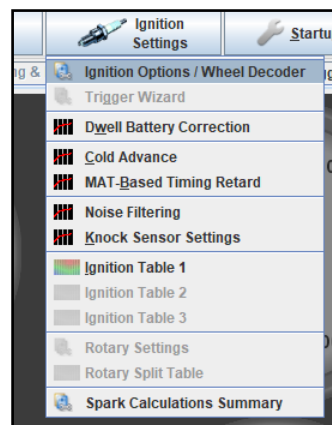 Ignition
Settings
Startu
ng &
Ignition Options / Wheel Decoder
Trigger Wizard
Dwell Battery Correction
Cold Advance
MAT-Based Timing Retard
Noise Filtering
Knock Sensor Settings
Ignition Table 1
Ignition Table 2
Ignition Table 3
Rotary Settings
Rotary Split Table
Spark Calculations Summary